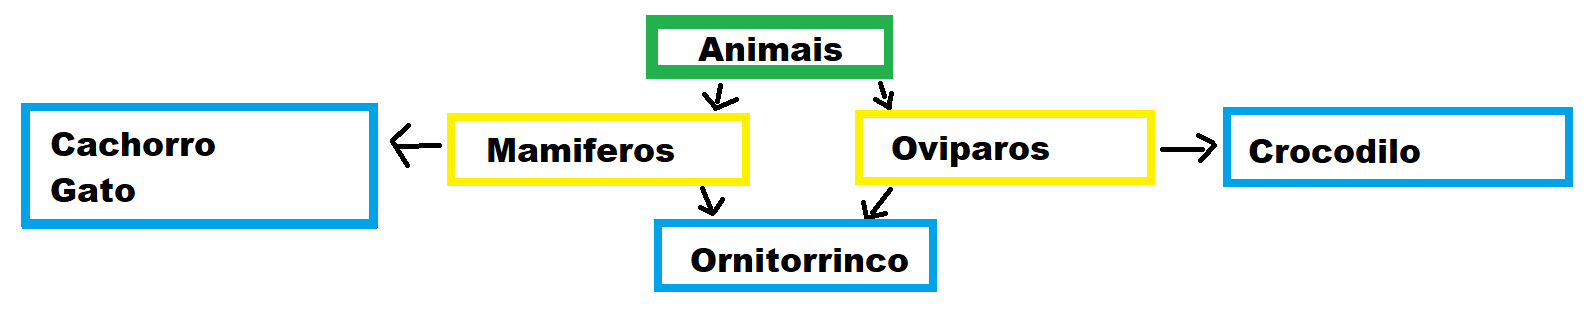 Animais
Cachorro
Gato
Mamiferos
Oviparos
Crocodilo
Ornitorrinco